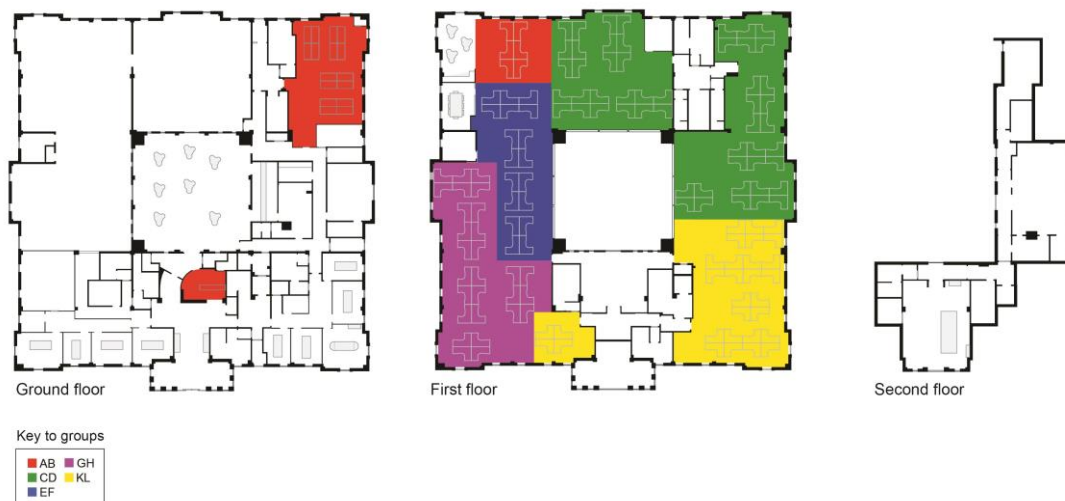 Ground floor
First floor
Second floor
Key to groups
AB GH
CD KL
EF